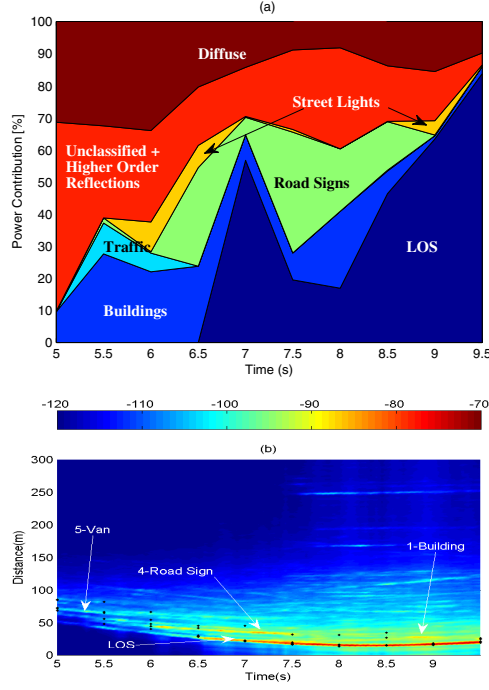 (a)
100
90
80
70
60
50
40
30
20
10
0
Power Contribution [%]
Diffuse
Street Lights
Unclassified +
Higher Order
Reflections
Road Signs
Traffic
LOS
Buildings
5 5.5 6 6.5 7 7.5 8 8.5 9 9.5
Time (s)
-120 -110 -100 -90 -80 -70
(b)
300
250
200
150
100
50
0
Distance(m)
5-Van
1-Building
4-Road Sign
LOS
5 5.5 6 6.5 7 7.5 8 8.5 9 9.5
Time(s)